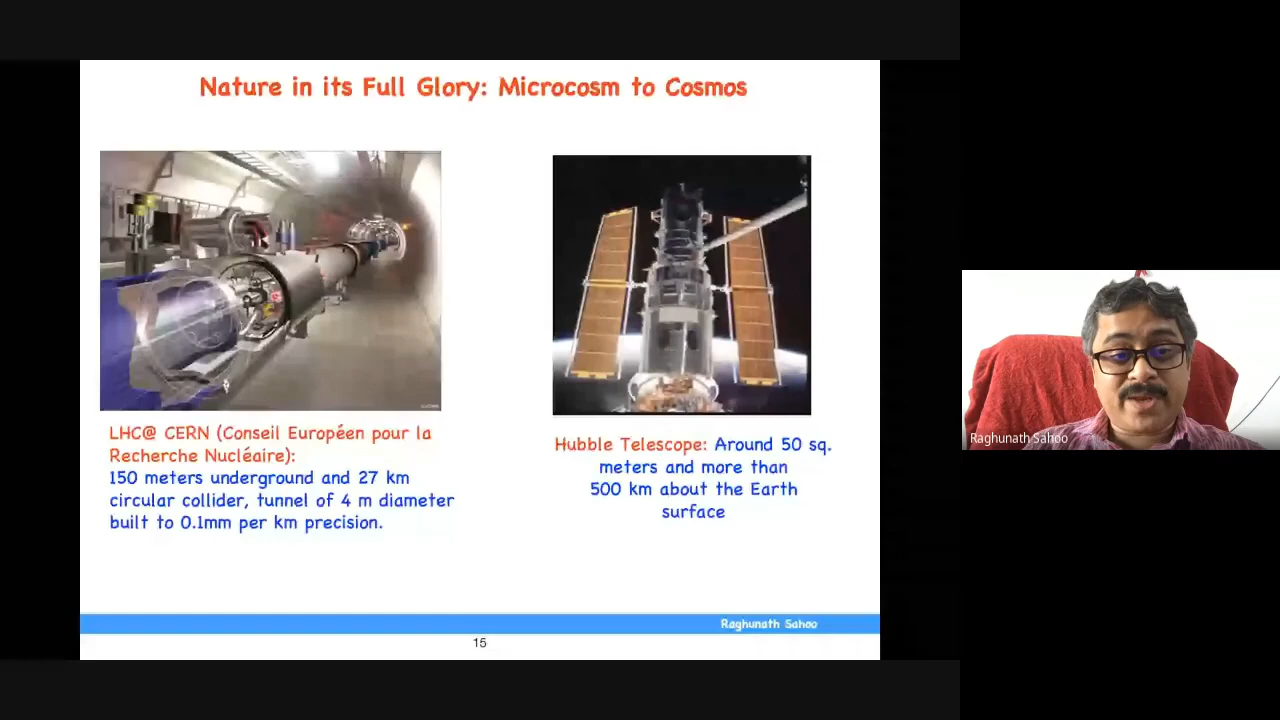 Nature in its Full Glory: Microcosm to Cosmos
LHC@ CERN (Conseil Européen pour la
Recherche Nucléaire):
150 meters underground and 27 km
circular collider, tunnel of 4 m diameter
built to 0.1mm per km precision.
Hubble Telescope: Around 50 sq.
meters and more than
500 km about the Earth
surface
Raghunath Sahoo
15
Raghunath Sahoo